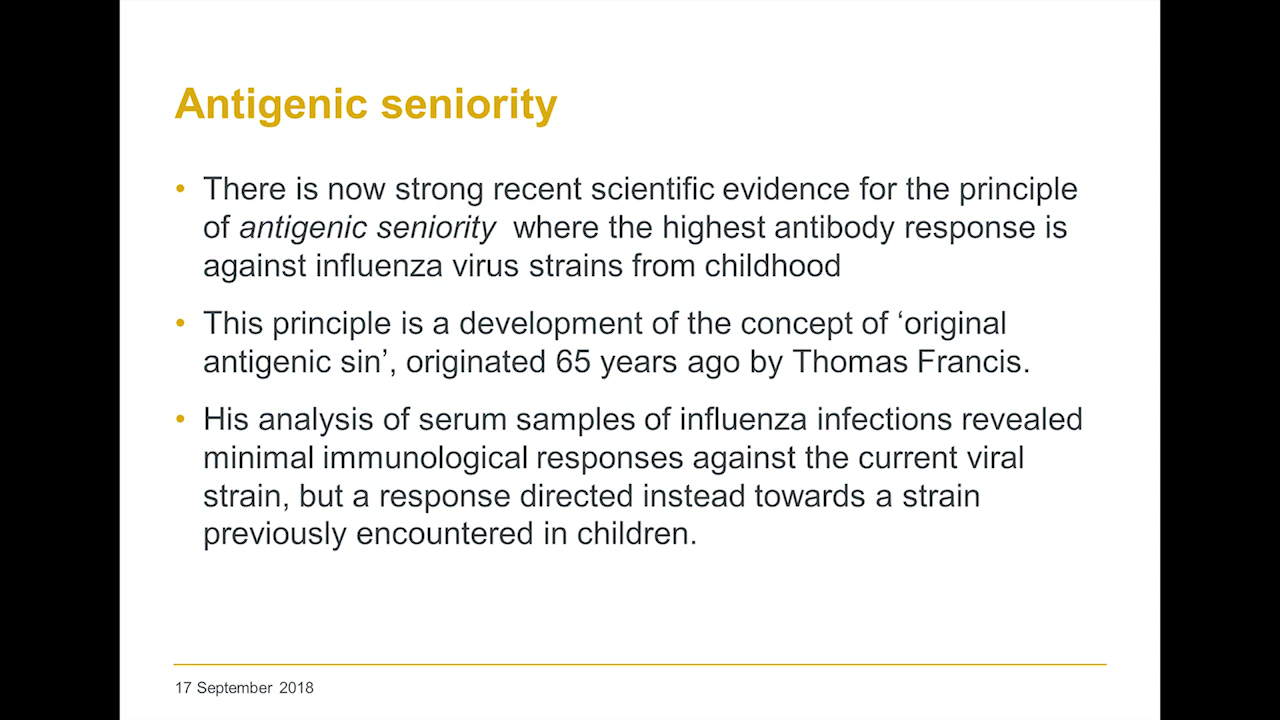 Antigenic seniority
• There is now strong recent scientific evidence for the principle
of antigenic seniority where the highest antibody response is
against influenza virus strains from childhood
• This principle is a development of the concept of ‘original
antigenic sin’, originated 65 years ago by Thomas Francis.
• His analysis of serum samples of influenza infections revealed
minimal immunological responses against the current viral
strain, but a response directed instead towards a strain
previously encountered in children.
17 September 2018